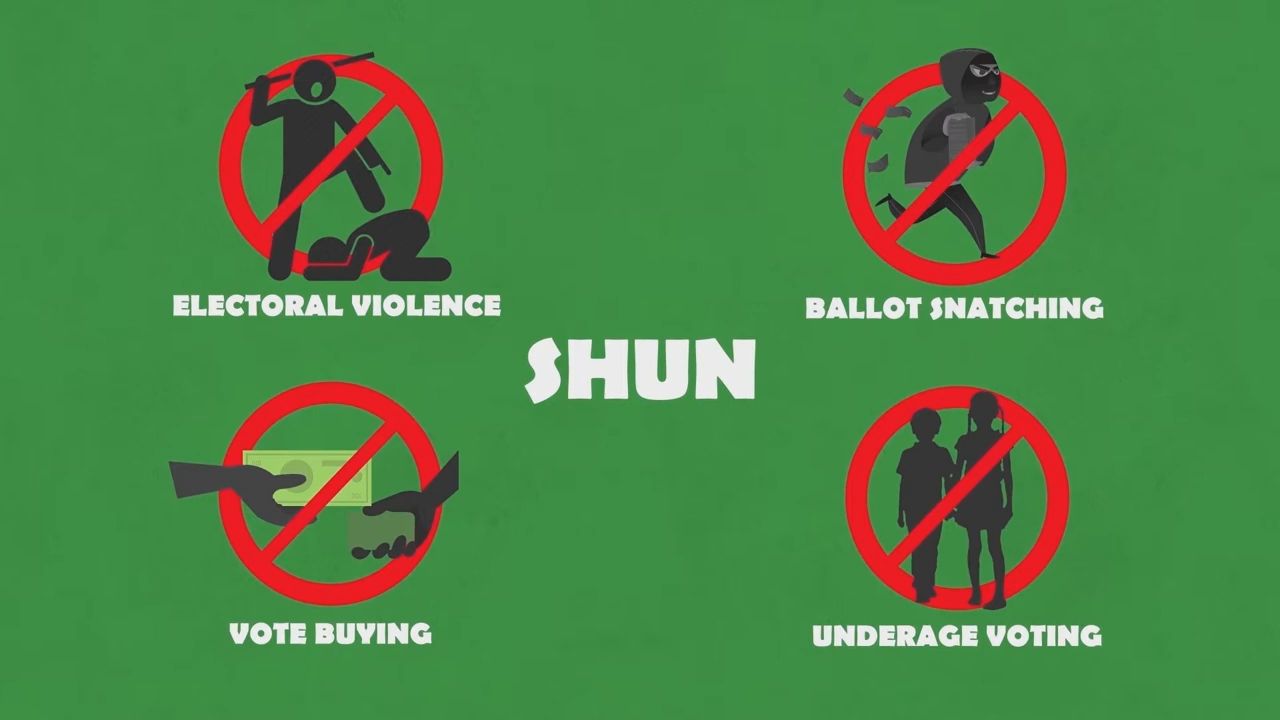 ELECTORAL VIOLENCE
BALLOT SNATCHING
SHUN
VOTE BUYING
UNDERAGE VOTING